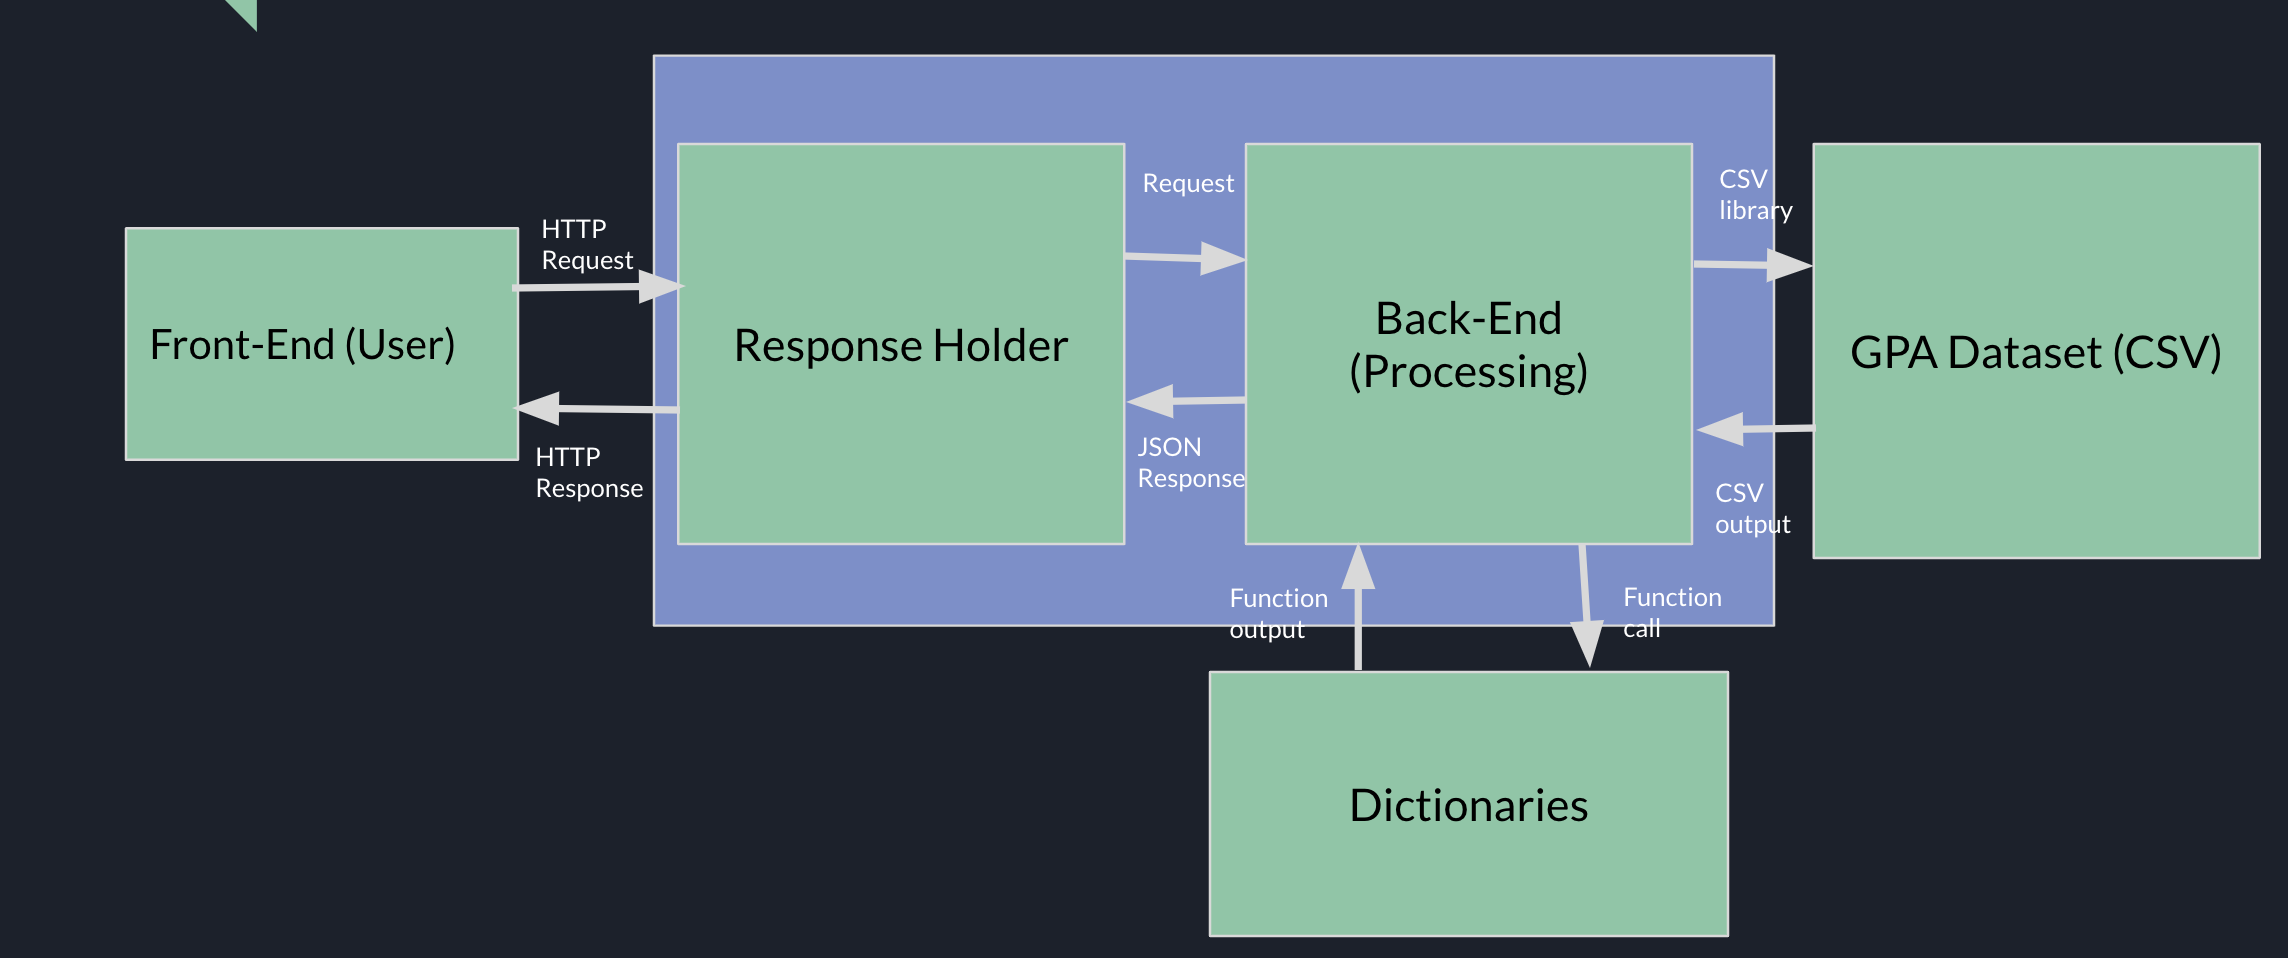 HTTP
Request
Front-End (User)
HTTP
Response
Response Holder
Request
JSON
Response
Back-End
(Processing)
CSV
library
CSV
output
GPA Dataset (CSV)
Function
output
Function
call
Dictionaries